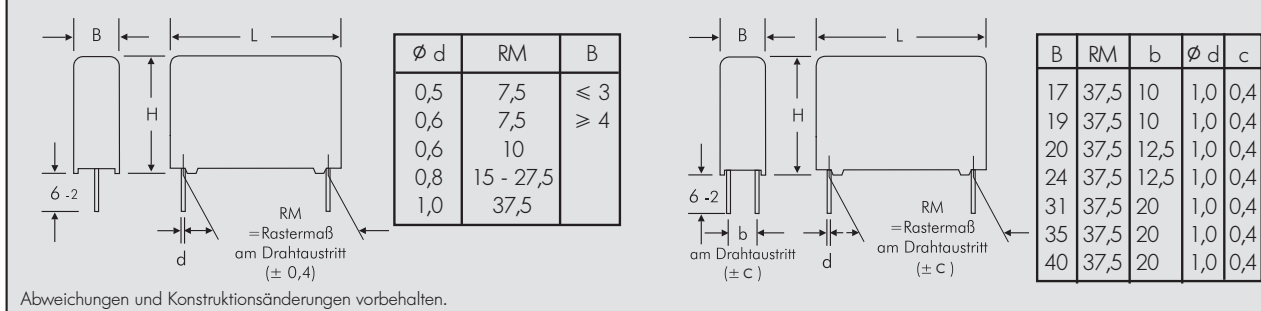 B
L
H
6 -2
d
RM
=Rastermaß
am Drahtaustritt
(± 0,4)
Ø d RM B
0,5 7,5 ≤ 3
0,6 7,5 ≥ 4
0,6 10
0,8 15 - 27,5
1,0 37,5
B
L
H
6 -2
b
am Drahtaustritt
(± c )
d
RM
=Rastermaß
am Drahtaustritt
(± c )
B RM b Ø d c
17 37,5 10 1,0 0,4
19 37,5 10 1,0 0,4
20 37,5 12,5 1,0 0,4
24 37,5 12,5 1,0 0,4
31 37,5 20 1,0 0,4
35 37,5 20 1,0 0,4
40 37,5 20 1,0 0,4
Abweichungen und Konstruktionsänderungen vorbehalten.